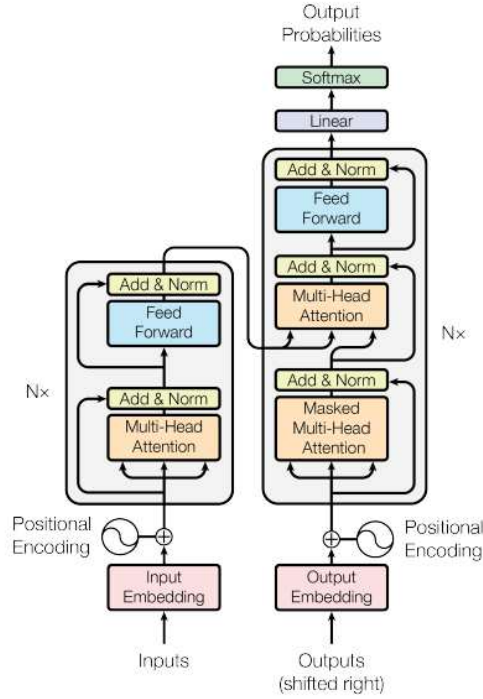 Output
Probabilities
Softmax
Linear
Add & Norm
Feed
Forward
Add & Norm
Multi-Head
Attention
Add & Norm
Masked
Multi-Head
Attention
Nx
Add & Norm
Feed
Forward
Add & Norm
Multi-Head
Attention
Nx
Positional
Encoding
Positional
Encoding
Input
Embedding
Output
Embedding
Inputs
Outputs
(shifted right)